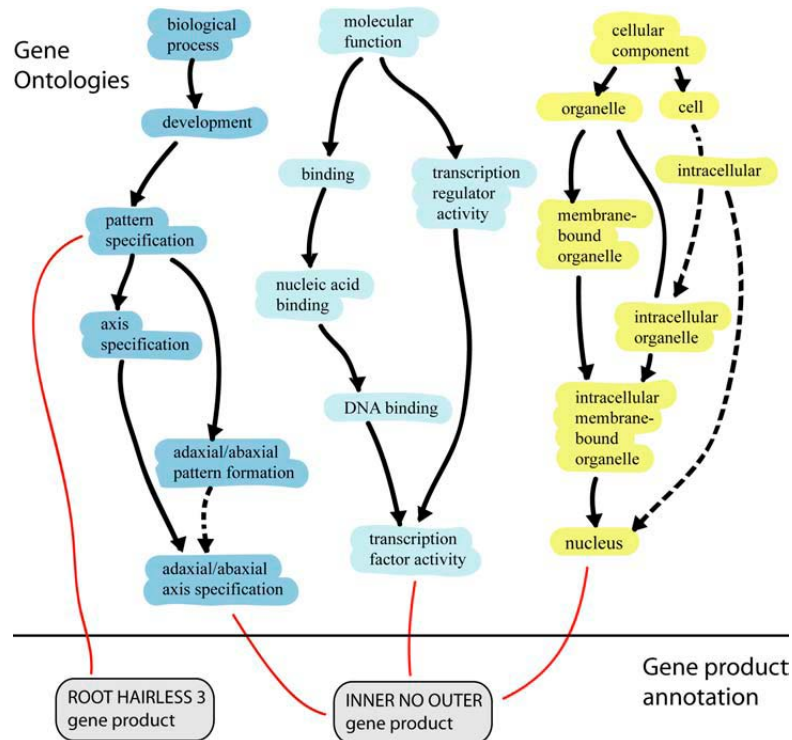 Gene
Ontologies
biological
process
development
pattern
specification
axis
specification
adaxial/abaxial
pattern formation
adaxial/abaxial
axis specification
molecular
function
binding
transcription
regulator
activity
nucleic acid
binding
DNA binding
transcription
factor activity
cellular
component
organelle
cell
intracellular
membrane-
bound
organelle
intracellular
organelle
intracellular
membrane-
bound
organelle
nucleus
ROOT HAIRLESS 3
gene product
INNER NO OUTER
gene product
Gene product
annotation